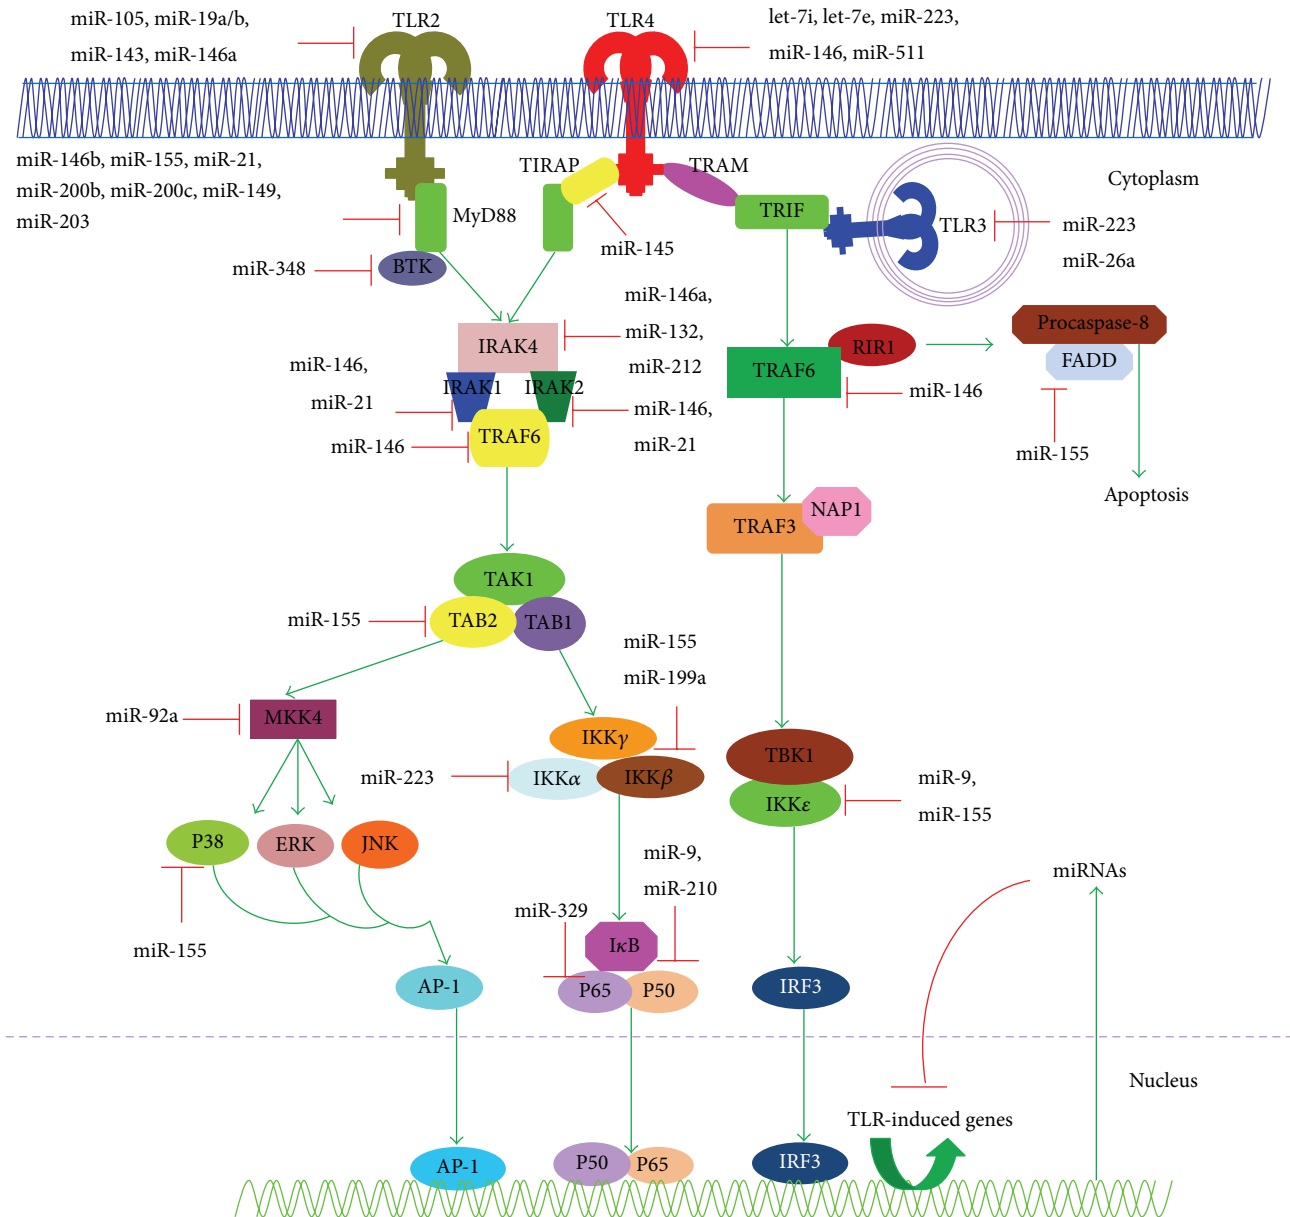 miR-105, miR-19a/b,
miR-143, miR-146a
TLR2
TLR4
let-7i, let-7e, miR-223,
miR-146, miR-511
miR-146b, miR-155, miR-21,
miR-200b, miR-200c, miR-149,
miR-203
MyD88
TIRAP
TRAM
TRIF
TLR3
Cytoplasm
miR-223
miR-26a
miR-145
miR-348
BTK
miR-146a,
miR-132,
miR-212
IRAK4
miR-146,
miR-21
IRAK1
IRAK2
miR-146,
miR-21
miR-146
TRAF6
TRAF6
RIR1
miR-146
Procaspase-8
FADD
miR-155
Apoptosis
TRAF3
NAP1
TAK1
TAB2
TAB1
miR-155
miR-155
miR-199a
miR-92a
MKK4
IKKγ
IKKα
IKKβ
miR-223
TBK1
IKKε
miR-9,
miR-155
P38
ERK
JNK
miR-155
miR-9,
miR-210
miR-329
IκB
P65
P50
AP-1
IRF3
miRNAs
Nucleus
TLR-induced genes
AP-1
P50
P65
IRF3